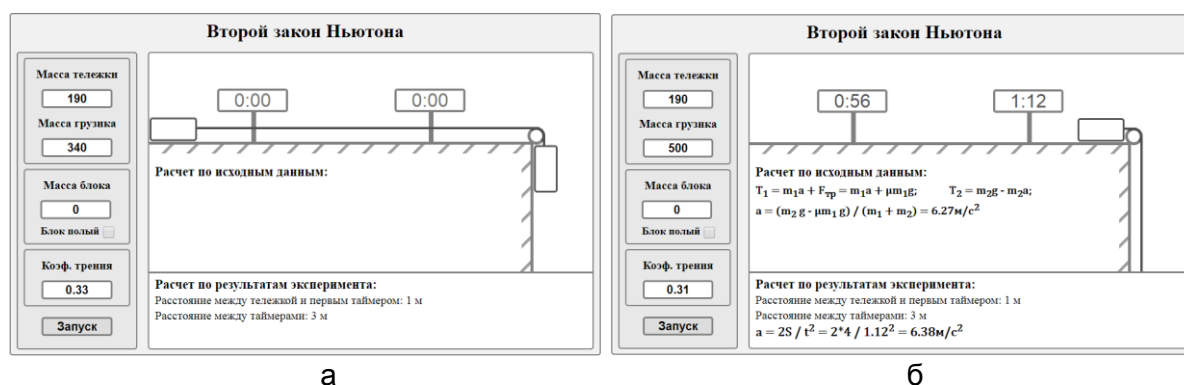 Второй закон Ньютона
Масса тележки
190
Масса грузика
340
Масса блока
0
Блок полый
Коэф. трения
0.33
Запуск
0:00
0:00
Расчет по исходным данным:
Расчет по результатам эксперимента:
Расстояние между тележкой и первым таймером: 1 м
Расстояние между таймерами: 3 м
а
Второй закон Ньютона
Масса тележки
190
Масса грузика
500
Масса блока
0
Блок полый
Коэф. трения
0.31
Запуск
0:56
1:12
Расчет по исходным данным:
T₁ = m₁a + Fтр = m₁a + μm₁g; T₂ = m₂g - m₂a;
a = (m₂ g - μm₁ g) / (m₁ + m₂) = 6.27м/с²
Расчет по результатам эксперимента:
Расстояние между тележкой и первым таймером: 1 м
Расстояние между таймерами: 3 м
a = 2S / t² = 2*4 / 1.12² = 6.38м/с²
б